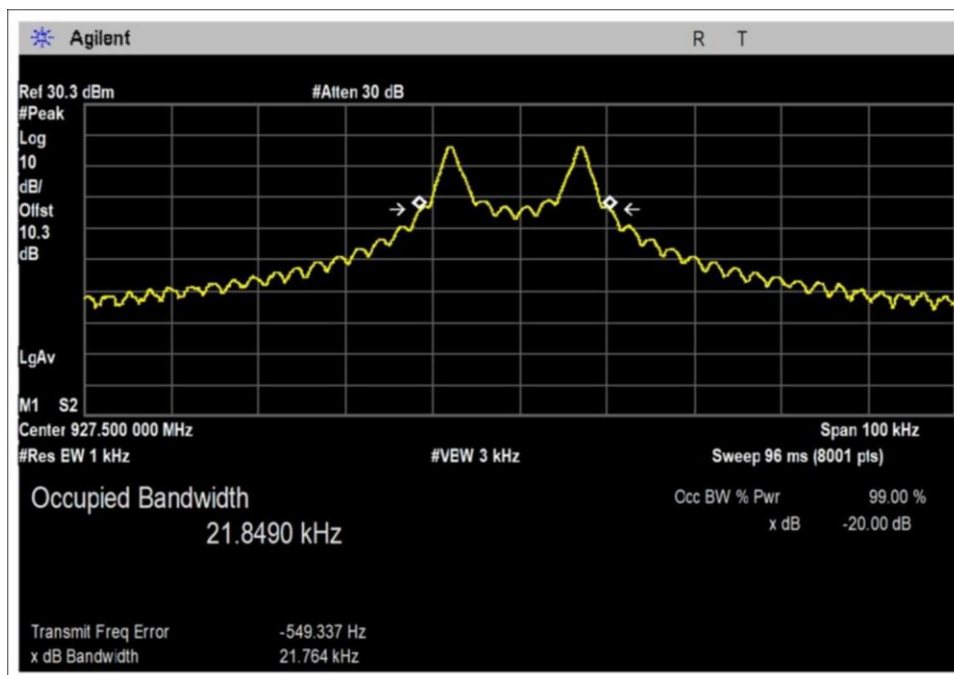 Agilent R T
Ref 30.3 dBm #Atten 30 dB
#Peak
Log
10
dB/
Offst
10.3
dB
LgAv
M1 S2
Center 927.500 000 MHz Span 100 kHz
#Res BW 1 kHz #VBW 3 kHz Sweep 96 ms (8001 pts)
Occupied Bandwidth Occ BW % Pwr 99.00 %
21.8490 kHz x dB -20.00 dB
Transmit Freq Error -549.337 Hz
x dB Bandwidth 21.764 kHz